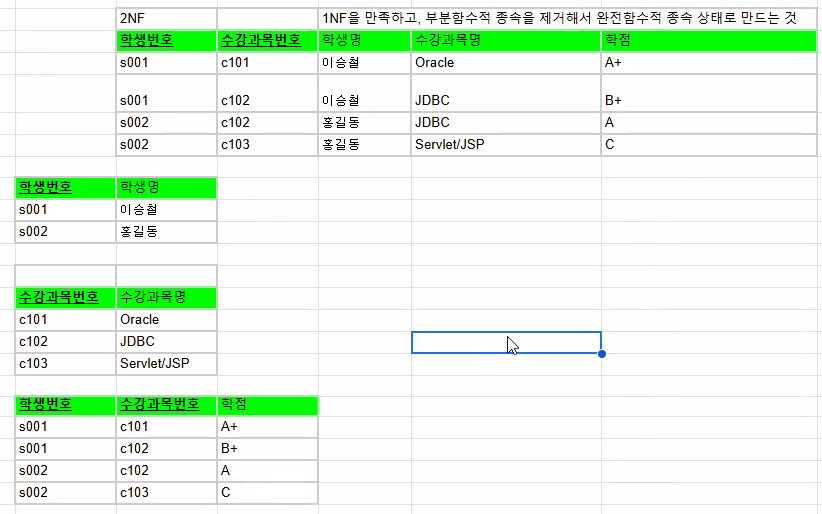 2NF 1NF을 만족하고, 부분함수적 종속을 제거해서 완전함수적 종속 상태로 만드는 것
학생번호 수강과목번호 학생명 수강과목명 학점
s001 c101 이승철 Oracle A+
s001 c102 이승철 JDBC B+
s002 c102 홍길동 JDBC A
s002 c103 홍길동 Servlet/JSP C
학생번호 학생명
s001 이승철
s002 홍길동
수강과목번호 수강과목명
c101 Oracle
c102 JDBC
c103 Servlet/JSP
학생번호 수강과목번호 학점
s001 c101 A+
s001 c102 B+
s002 c102 A
s002 c103 C